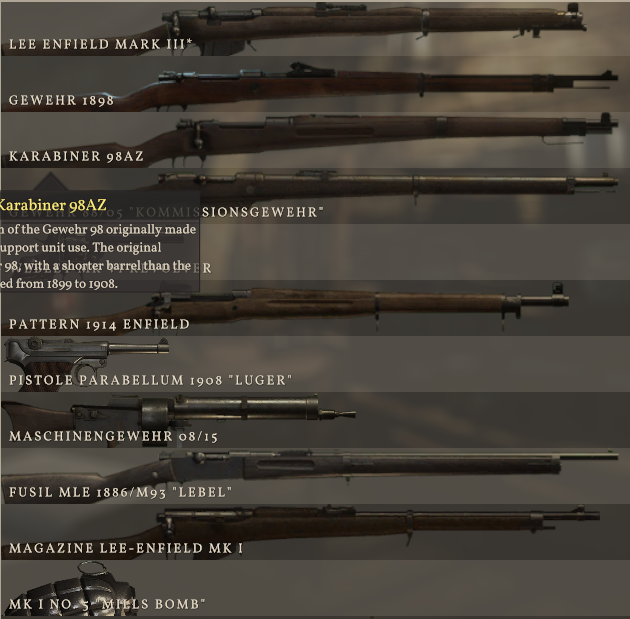 LEE ENFIELD MARK III*
GEWEHR 1898
KARABINER 98AZ
Karabiner 98AZ
GEWEHR 88/05 "KOMMISSIONSGEWEHR"
of the Gewehr 98 originally made
upport unit use. The original
98, with a shorter barrel than the
ed from 1899 to 1908.
PATTERN 1914 ENFIELD
PISTOLE PARABELLUM 1908 "LUGER"
MASCHINENGEWEHR 08/15
FUSIL MLE 1886/M93 "LEBEL"
MAGAZINE LEE-ENFIELD MK I
MK I NO. 5 "MILLS BOMB"